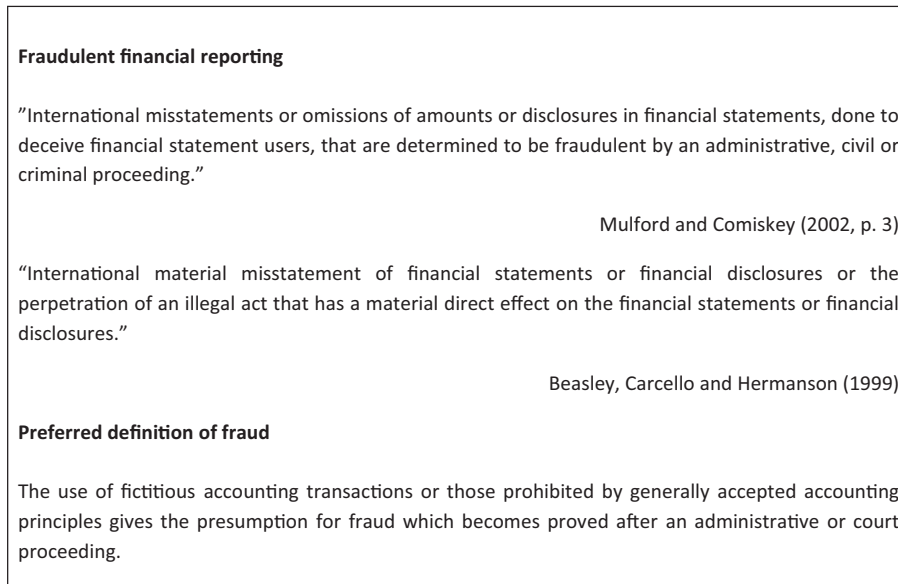 Fraudulent financial reporting
”International misstatements or omissions of amounts or disclosures in financial statements, done to
deceive financial statement users, that are determined to be fraudulent by an administrative, civil or
criminal proceeding.”
Mulford and Comiskey (2002, p. 3)
“International material misstatement of financial statements or financial disclosures or the
perpetration of an illegal act that has a material direct effect on the financial statements or financial
disclosures.”
Beasley, Carcello and Hermanson (1999)
Preferred definition of fraud
The use of fictitious accounting transactions or those prohibited by generally accepted accounting
principles gives the presumption for fraud which becomes proved after an administrative or court
proceeding.